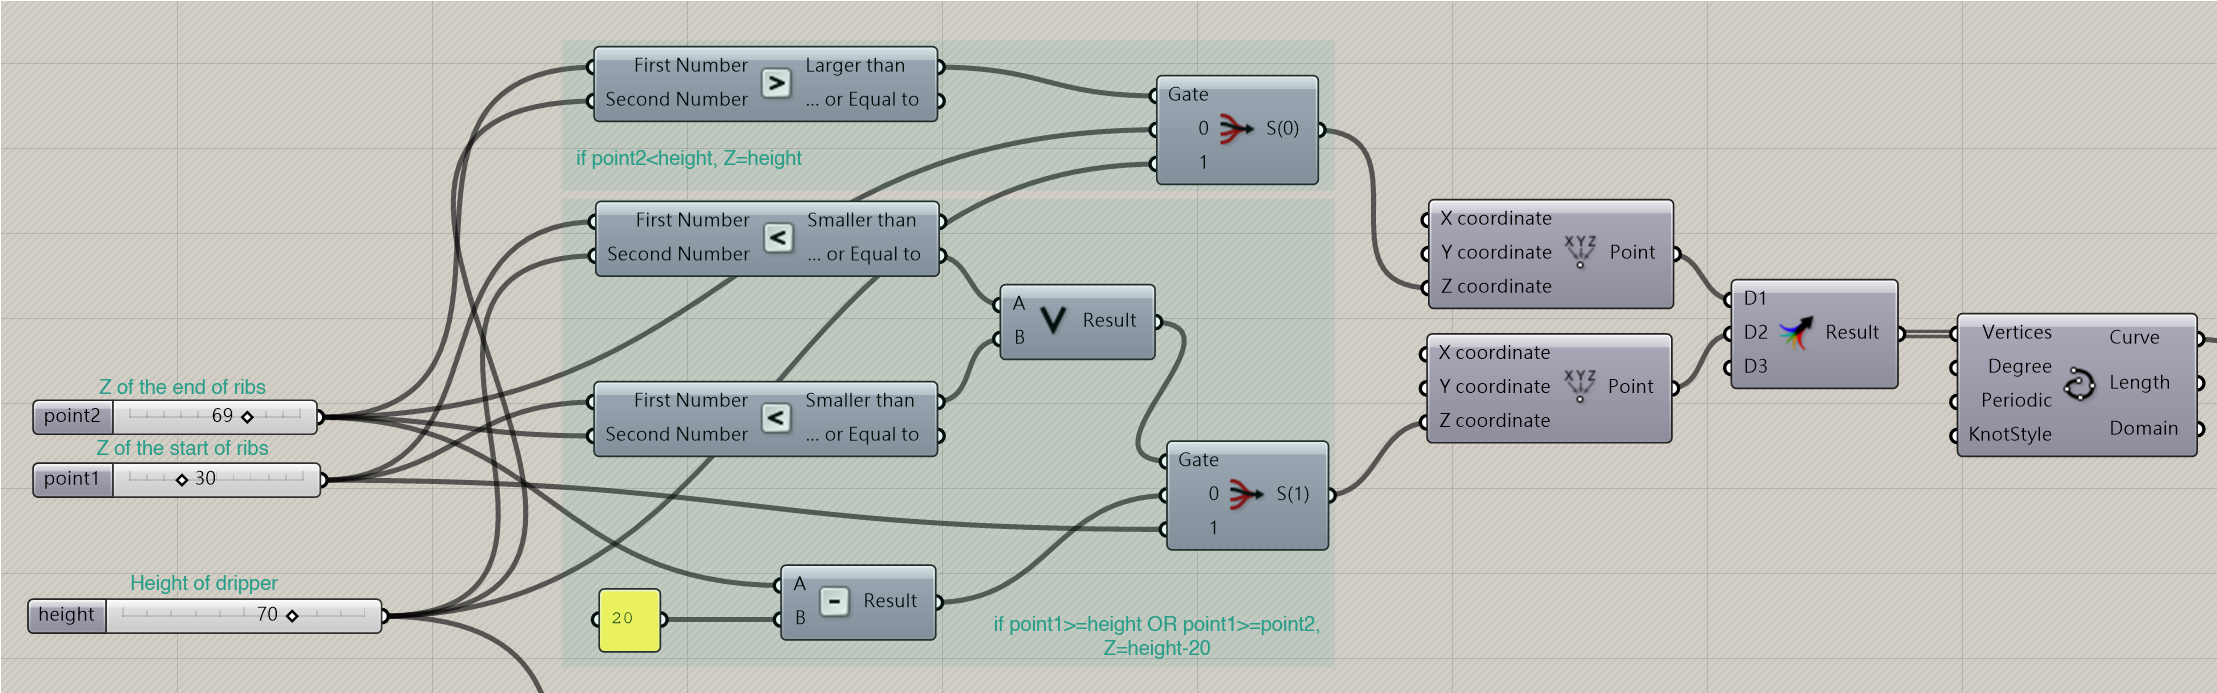 First Number
Second Number
>
Larger than
... or Equal to
if point2<height, Z=height
Gate
0
1
S(0)
First Number
Second Number
<
Smaller than
... or Equal to
A
B
V
Result
X coordinate
Y coordinate
Z coordinate
XYZ
Point
D1
D2
D3
Result
Vertices
Degree
Periodic
KnotStyle
Curve
Length
Domain
X coordinate
Y coordinate
Z coordinate
XYZ
Point
First Number
Second Number
<
Smaller than
... or Equal to
Z of the end of ribs
point2
69
Z of the start of ribs
point1
30
Gate
0
1
S(1)
Height of dripper
height
70
20
A
B
-
Result
if point1>=height OR point1>=point2,
Z=height-20